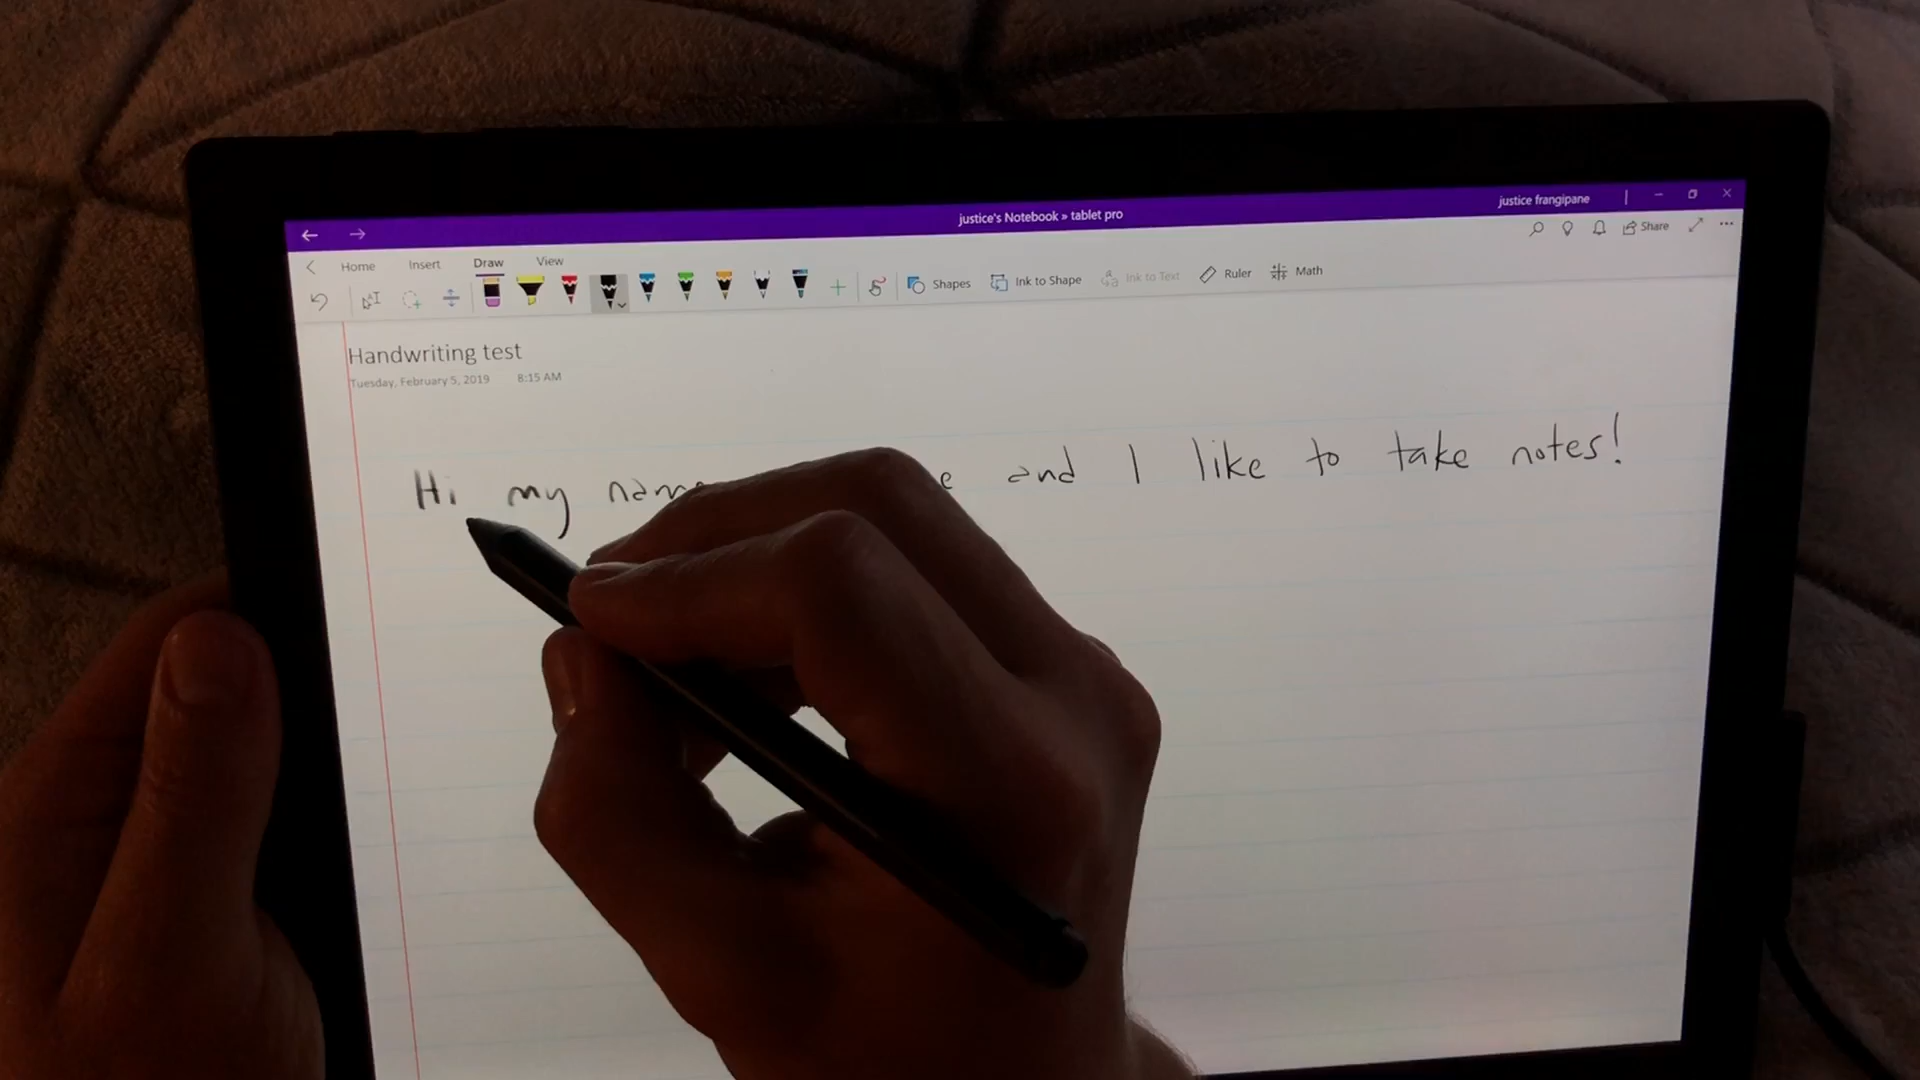 justice's Notebook » tablet pro
justice frangipane
Home Insert Draw View
Share
Shapes Ink to Shape Ink to Text Ruler Math
Handwriting test
Tuesday, February 5, 2019 8:15 AM
Hi my and I like to take notes!